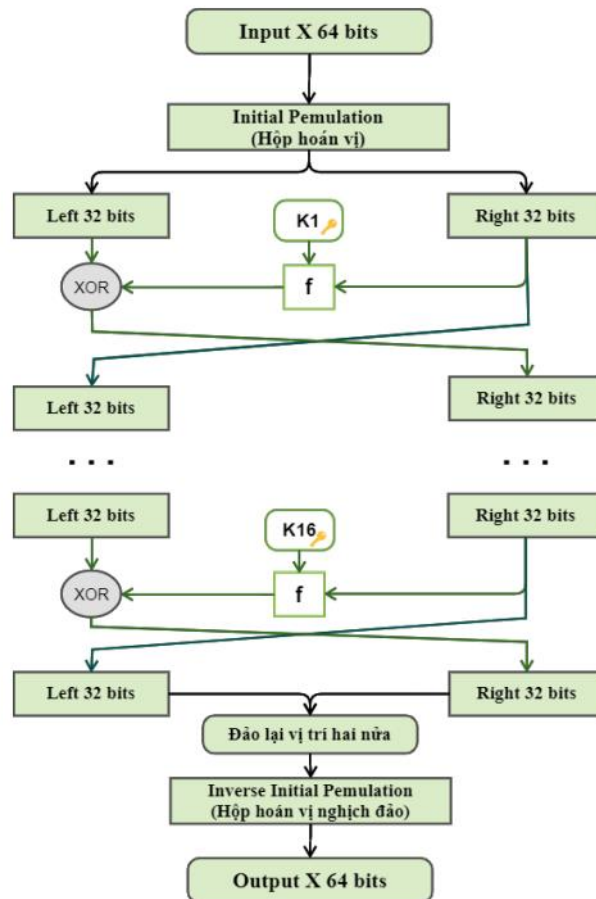 Input X 64 bits
Initial Pemulation
(Hộp hoán vị)
Left 32 bits
K1
Right 32 bits
XOR
f
Left 32 bits
Right 32 bits
. . .
. . .
Left 32 bits
K16
Right 32 bits
XOR
f
Left 32 bits
Right 32 bits
Đảo lại vị trí hai nửa
Inverse Initial Pemulation
(Hộp hoán vị nghịch đảo)
Output X 64 bits